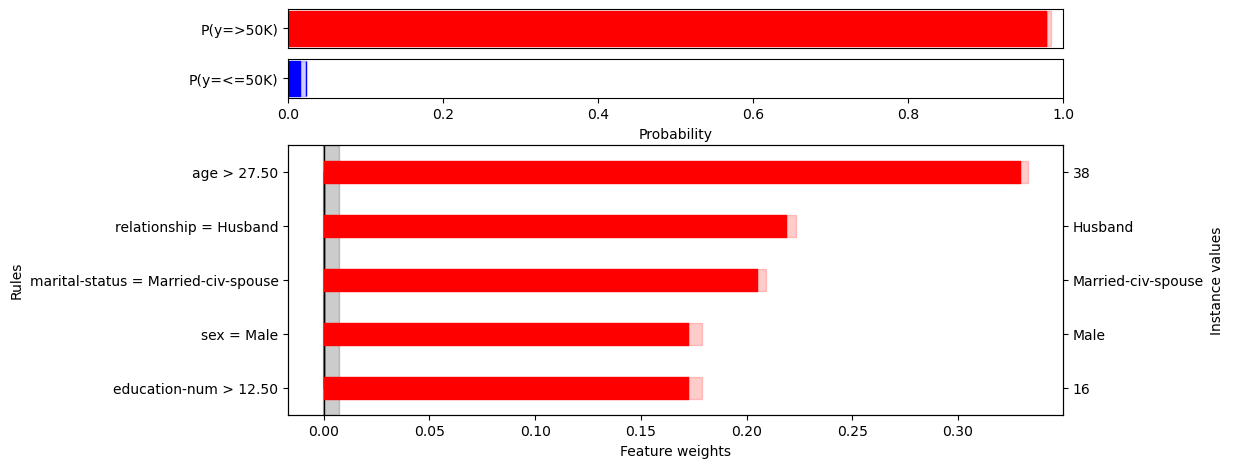 P(y=>50K)
P(y=<=50K)
0.0 0.2 0.4 0.6 0.8 1.0
Probability
age > 27.50 38
relationship = Husband Husband
marital-status = Married-civ-spouse Married-civ-spouse
sex = Male Male
education-num > 12.50 16
Rules
Instance values
0.00 0.05 0.10 0.15 0.20 0.25 0.30
Feature weights